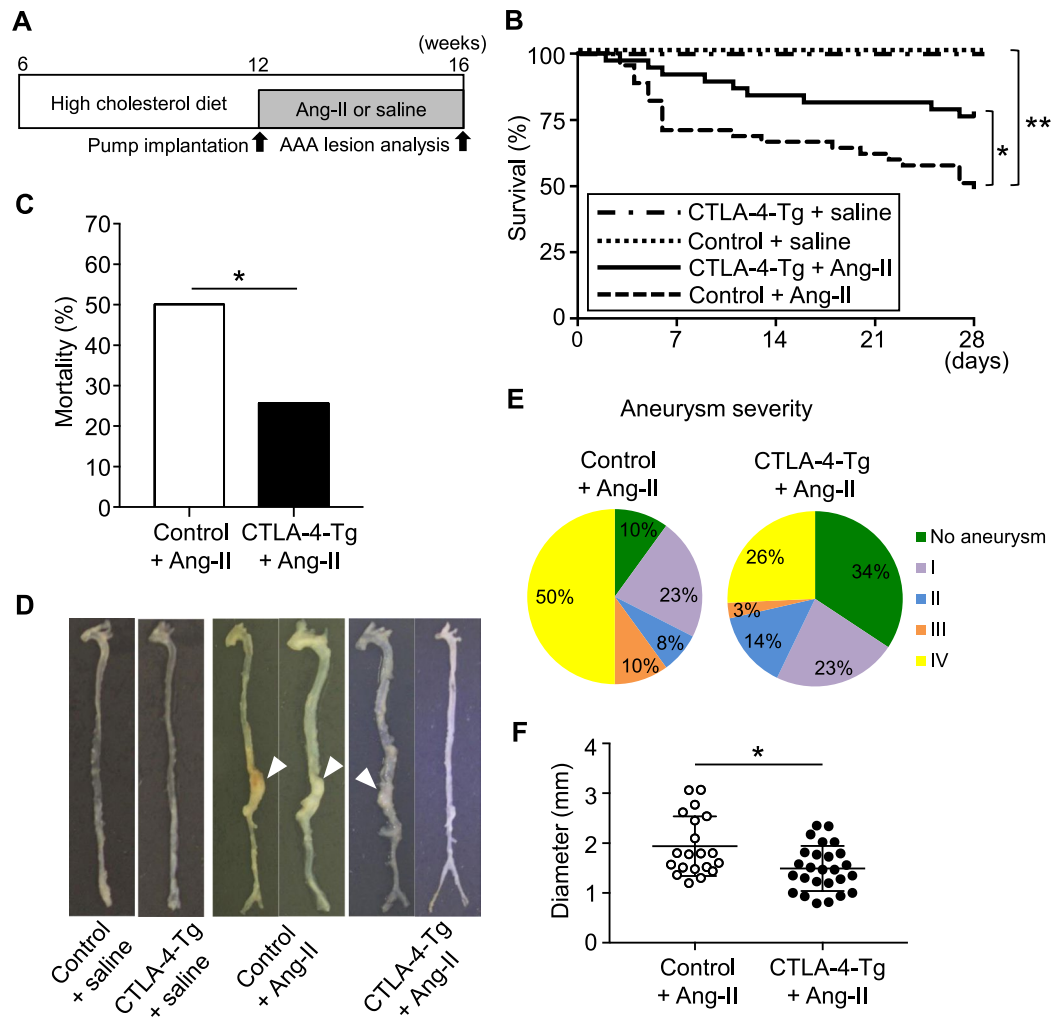 A
(weeks)
6 12 16
High cholesterol diet
Ang-II or saline
Pump implantation
AAA lesion analysis
B
Survival (%)
100
75
50
25
0
0 7 14 21 28
(days)
CTLA-4-Tg + saline
Control + saline
CTLA-4-Tg + Ang-II
Control + Ang-II
*
**
C
Mortality (%)
70
60
50
40
30
20
10
0
*
Control
+ Ang-II
CTLA-4-Tg
+ Ang-II
D
Control
+ saline
CTLA-4-Tg
+ saline
Control
+ Ang-II
CTLA-4-Tg
+ Ang-II
E
Aneurysm severity
Control
+ Ang-II
10%
23%
8%
10%
50%
CTLA-4-Tg
+ Ang-II
34%
23%
14%
3%
26%
No aneurysm
I
II
III
IV
F
Diameter (mm)
4
3
2
1
0
*
Control
+ Ang-II
CTLA-4-Tg
+ Ang-II